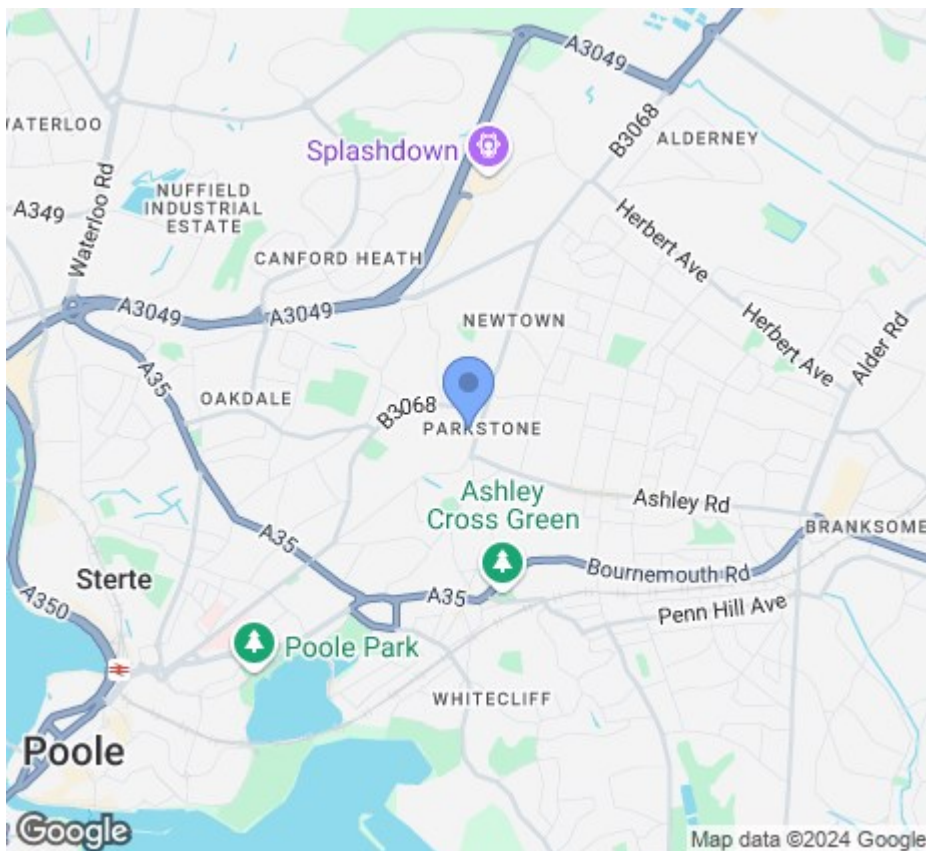 A3049
WATERLOO
B3068
ALDERNEY
Splashdown
NUFFIELD
INDUSTRIAL
ESTATE
Waterloo Rd
A349
Herbert Ave
CANFORD HEATH
A3049
A3049
NEWTOWN
Herbert Ave
Alder Rd
A35
OAKDALE
B3068
PARKSTONE
Ashley
Cross Green
Ashley Rd
BRANKSOME
A35
Sterte
Bournemouth Rd
A350
A35
Penn Hill Ave
Poole Park
WHITECLIFF
Poole
Google
Map data ©2024 Google